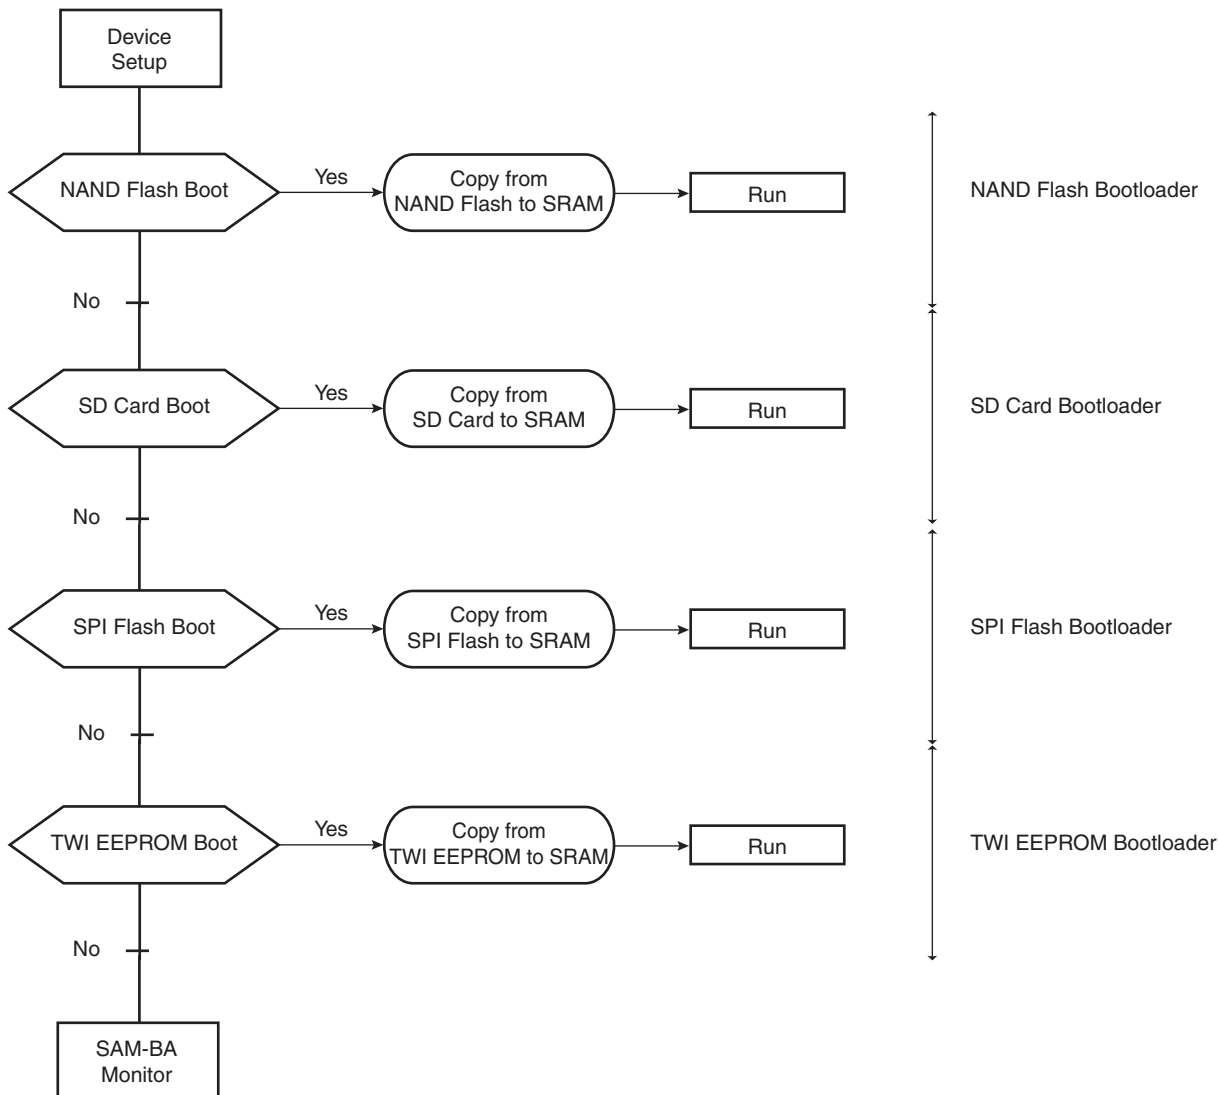 Device
Setup
NAND Flash Boot
Yes
Copy from
NAND Flash to SRAM
Run
NAND Flash Bootloader
No
SD Card Boot
Yes
Copy from
SD Card to SRAM
Run
SD Card Bootloader
No
SPI Flash Boot
Yes
Copy from
SPI Flash to SRAM
Run
SPI Flash Bootloader
No
TWI EEPROM Boot
Yes
Copy from
TWI EEPROM to SRAM
Run
TWI EEPROM Bootloader
No
SAM-BA
Monitor